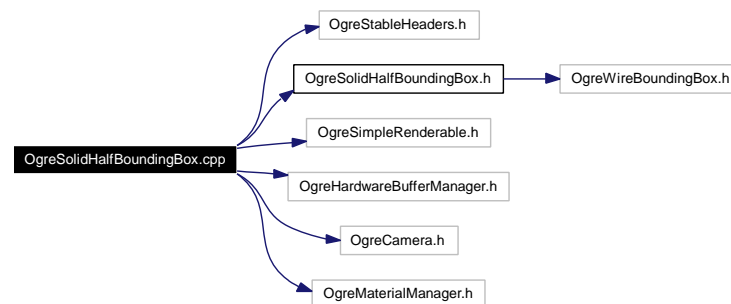 OgreStableHeaders.h
OgreSolidHalfBoundingBox.h
OgreWireBoundingBox.h
OgreSimpleRenderable.h
OgreSolidHalfBoundingBox.cpp
OgreHardwareBufferManager.h
OgreCamera.h
OgreMaterialManager.h